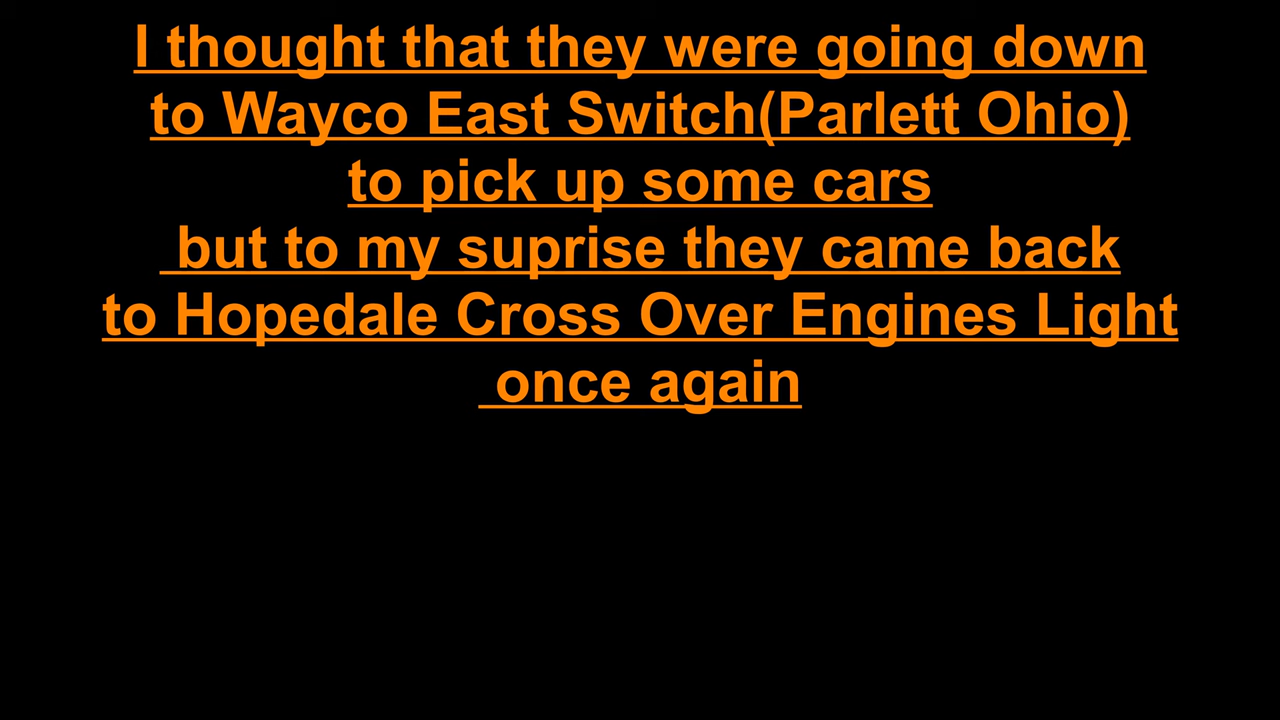 I thought that they were going down
to Wayco East Switch(Parlett Ohio)
to pick up some cars
but to my suprise they came back
to Hopedale Cross Over Engines Light
once again